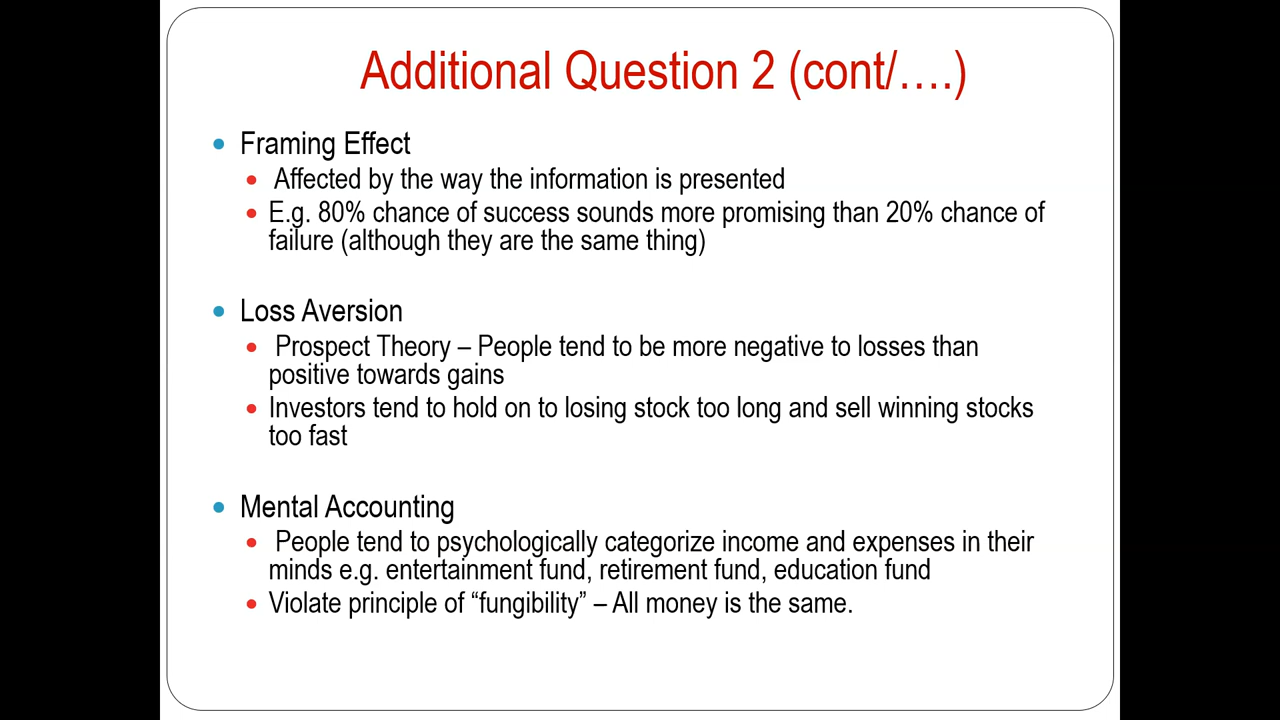 Additional Question 2 (cont/….)
Framing Effect
Affected by the way the information is presented
E.g. 80% chance of success sounds more promising than 20% chance of
failure (although they are the same thing)
Loss Aversion
Prospect Theory – People tend to be more negative to losses than
positive towards gains
Investors tend to hold on to losing stock too long and sell winning stocks
too fast
Mental Accounting
People tend to psychologically categorize income and expenses in their
minds e.g. entertainment fund, retirement fund, education fund
Violate principle of “fungibility” – All money is the same.